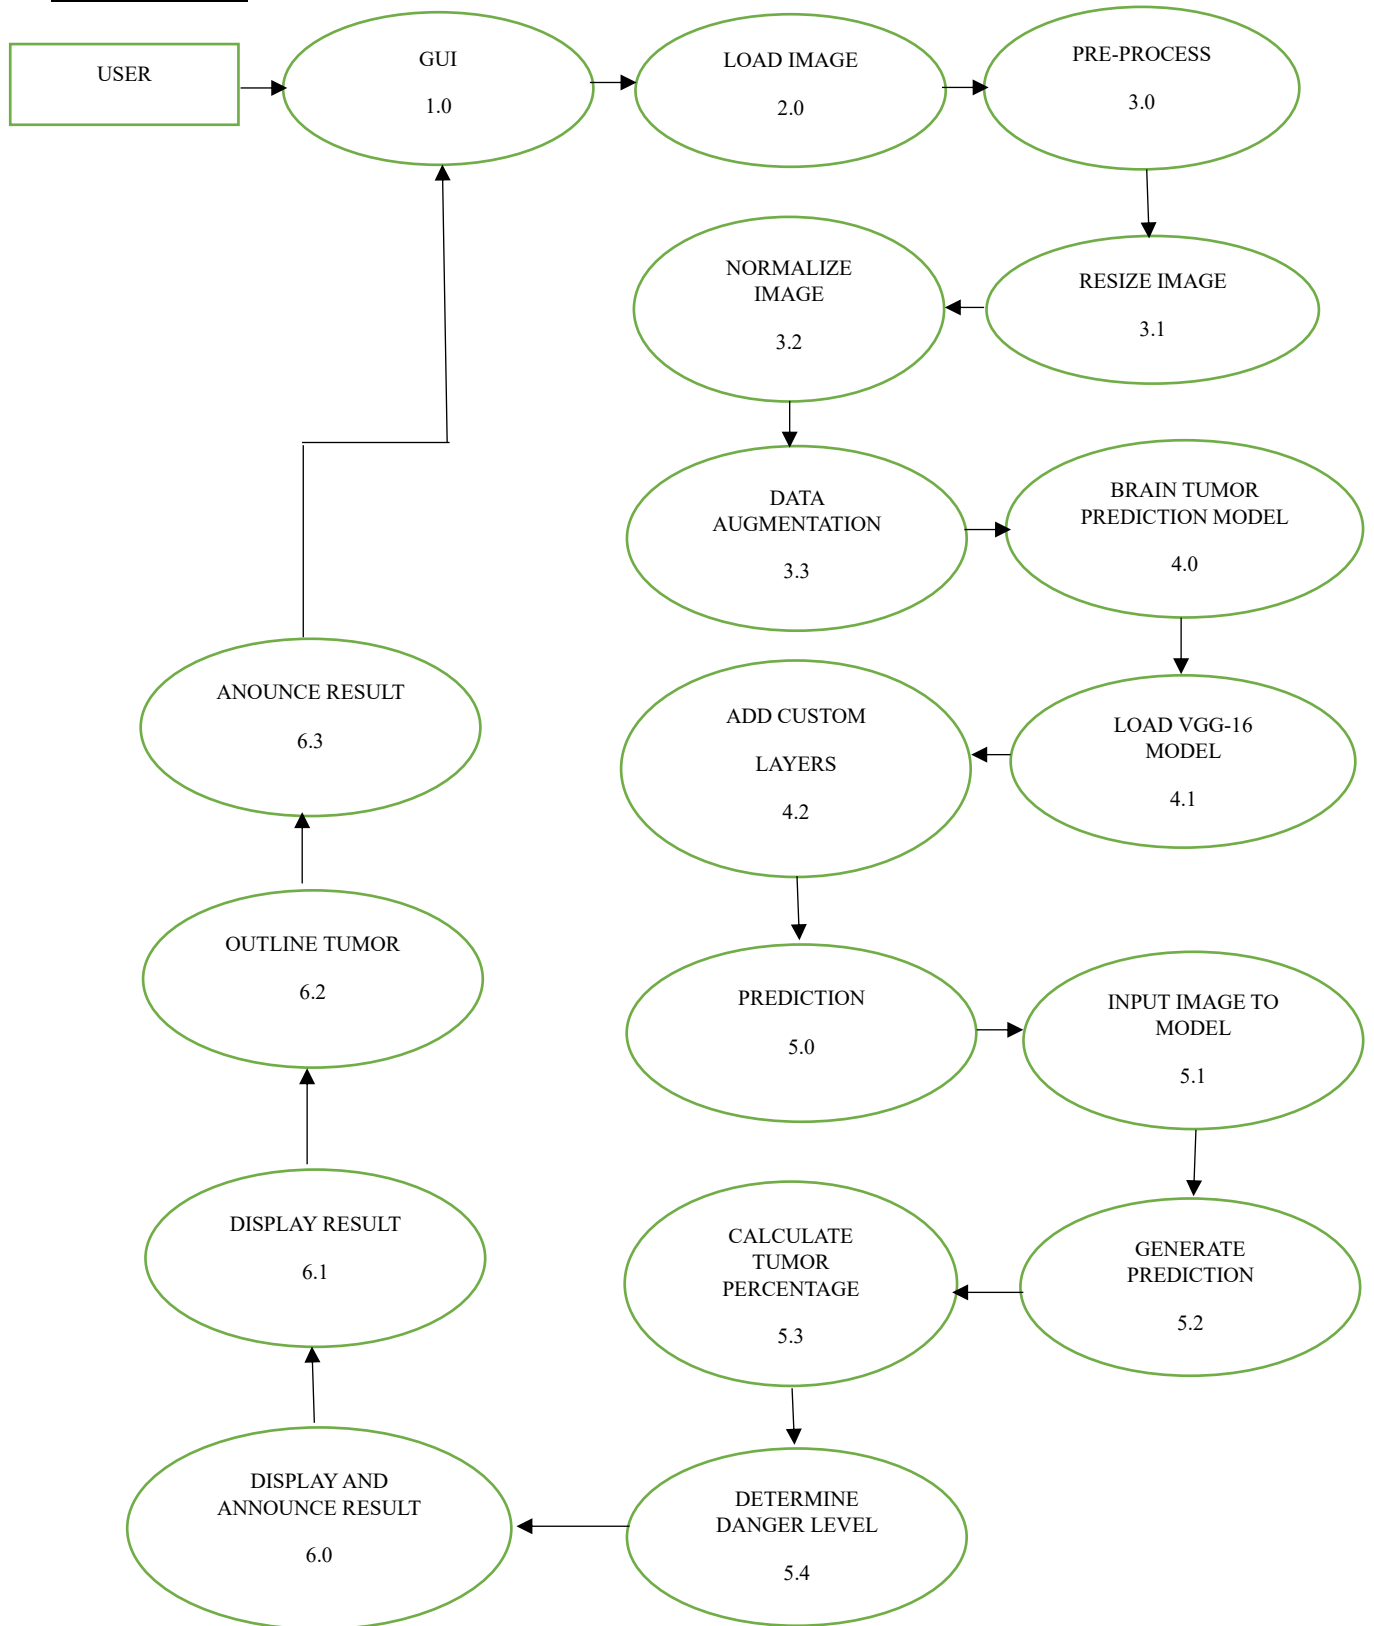 USER
GUI
1.0
LOAD IMAGE
2.0
PRE-PROCESS
3.0
RESIZE IMAGE
3.1
NORMALIZE
IMAGE
3.2
DATA
AUGMENTATION
3.3
BRAIN TUMOR
PREDICTION MODEL
4.0
LOAD VGG-16
MODEL
4.1
ADD CUSTOM
LAYERS
4.2
PREDICTION
5.0
INPUT IMAGE TO
MODEL
5.1
GENERATE
PREDICTION
5.2
CALCULATE
TUMOR
PERCENTAGE
5.3
DETERMINE
DANGER LEVEL
5.4
DISPLAY AND
ANNOUNCE RESULT
6.0
DISPLAY RESULT
6.1
OUTLINE TUMOR
6.2
ANOUNCE RESULT
6.3